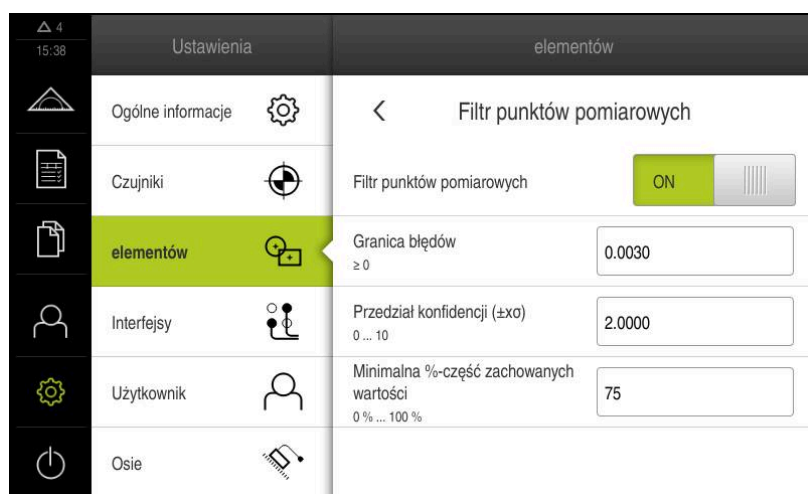 4
15:38
Ustawienia
elementów
Ogólne informacje
Czujniki
elementów
Interfejsy
Użytkownik
Osie
Filtr punktów pomiarowych
Filtr punktów pomiarowych
ON
Granica błędów
≥ 0
0.0030
Przedział konfidencji (±xσ)
0 ... 10
2.0000
Minimalna %-część zachowanych
wartości
0 % ... 100 %
75